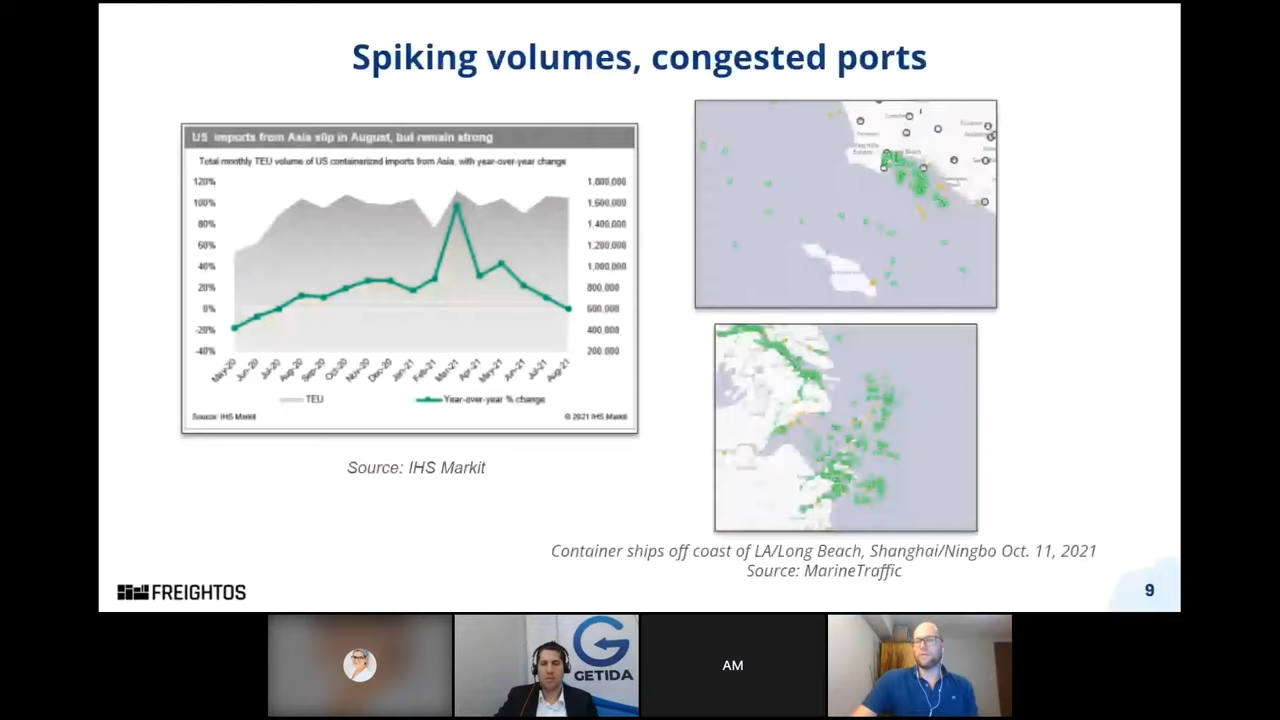 Spiking volumes, congested ports
US imports from Asia slip in August, but remain strong
Total monthly TEU volume of US containerized imports from Asia, with year-over-year change
120%
100%
80%
60%
40%
20%
0%
-20%
-40%
1,800,000
1,600,000
1,400,000
1,200,000
1,000,000
800,000
600,000
400,000
200,000
May-20
Jun-20
Jul-20
Aug-20
Sep-20
Oct-20
Nov-20
Dec-20
Jan-21
Feb-21
Mar-21
Apr-21
May-21
Jun-21
Jul-21
Aug-21
TEU
Year-over-year % change
Source: IHS Markit
© 2021 IHS Markit
Source: IHS Markit
Container ships off coast of LA/Long Beach, Shanghai/Ningbo Oct. 11, 2021
Source: MarineTraffic
FREIGHTOS
9
G
GETIDA
AM